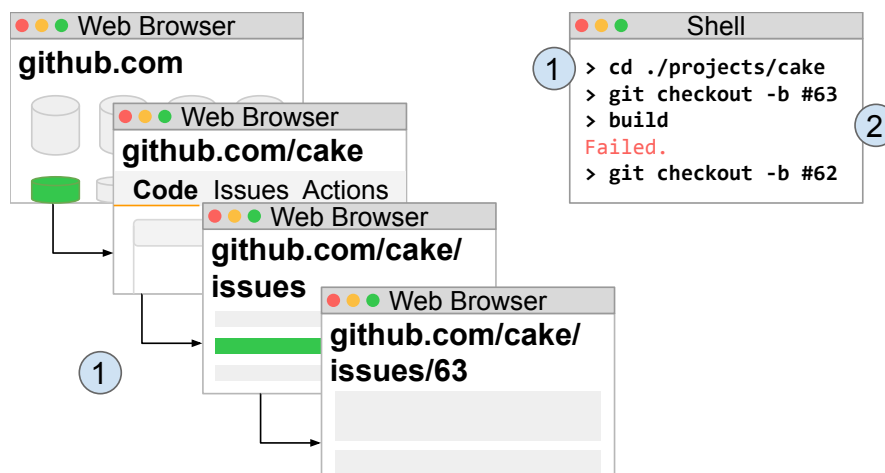 Web Browser
github.com
Web Browser
github.com/cake
Code Issues Actions
Web Browser
github.com/cake/
issues
Web Browser
github.com/cake/
issues/63
1
Shell
1
> cd ./projects/cake
> git checkout -b #63
> build
2
Failed.
> git checkout -b #62